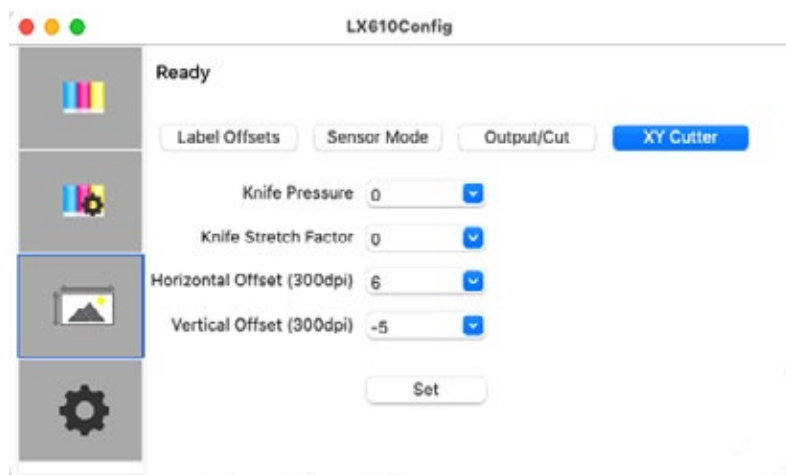 LX610Config
Ready
Label Offsets Sensor Mode Output/Cut XY Cutter
Knife Pressure 0
Knife Stretch Factor 0
Horizontal Offset (300dpi) 6
Vertical Offset (300dpi) -5
Set